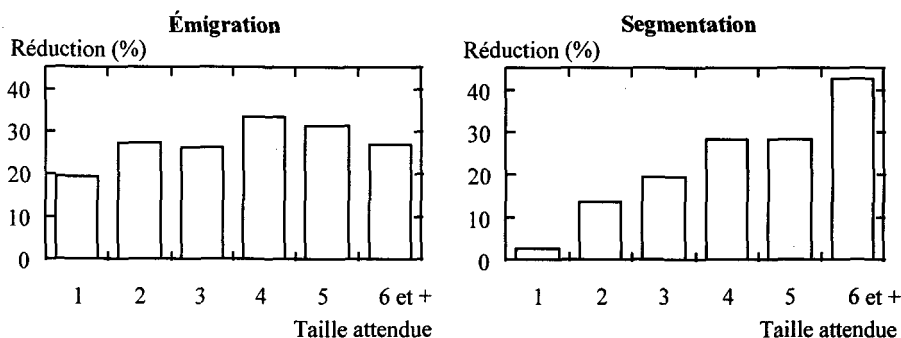 Émigration
Réduction (%)
40
30
20
10
0
1 2 3 4 5 6 et +
Taille attendue
Segmentation
Réduction (%)
40
30
20
10
0
1 2 3 4 5 6 et +
Taille attendue